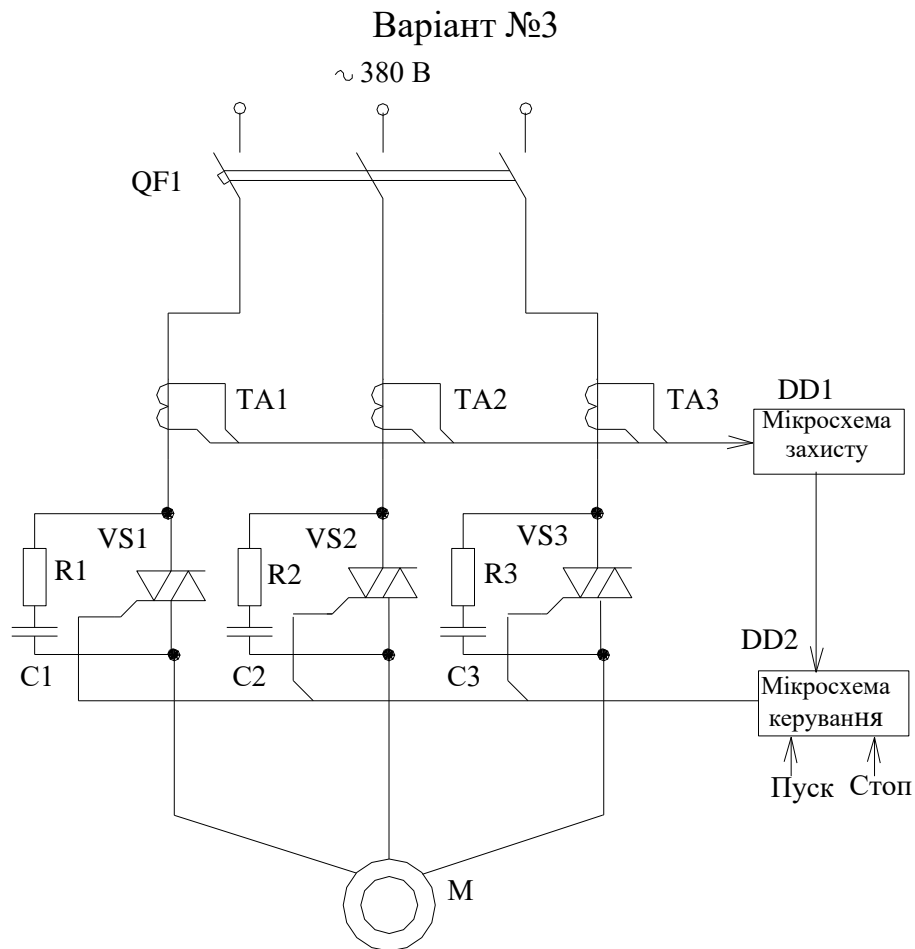 Варіант №3
~ 380 В
QF1
TA1
TA2
TA3
DD1
Мікросхема
захисту
VS1
VS2
VS3
R1
R2
R3
DD2
C1
C2
C3
Мікросхема
керування
Пуск
Стоп
М